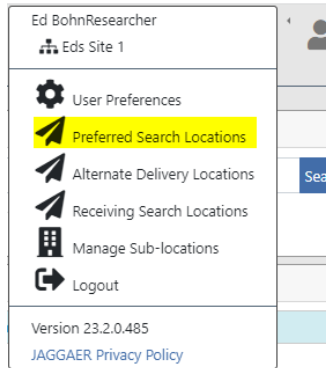 Ed BohnResearcher
Eds Site 1
User Preferences
Preferred Search Locations
Alternate Delivery Locations
Sea
Receiving Search Locations
Manage Sub-locations
Logout
Version 23.2.0.485
JAGGAER Privacy Policy